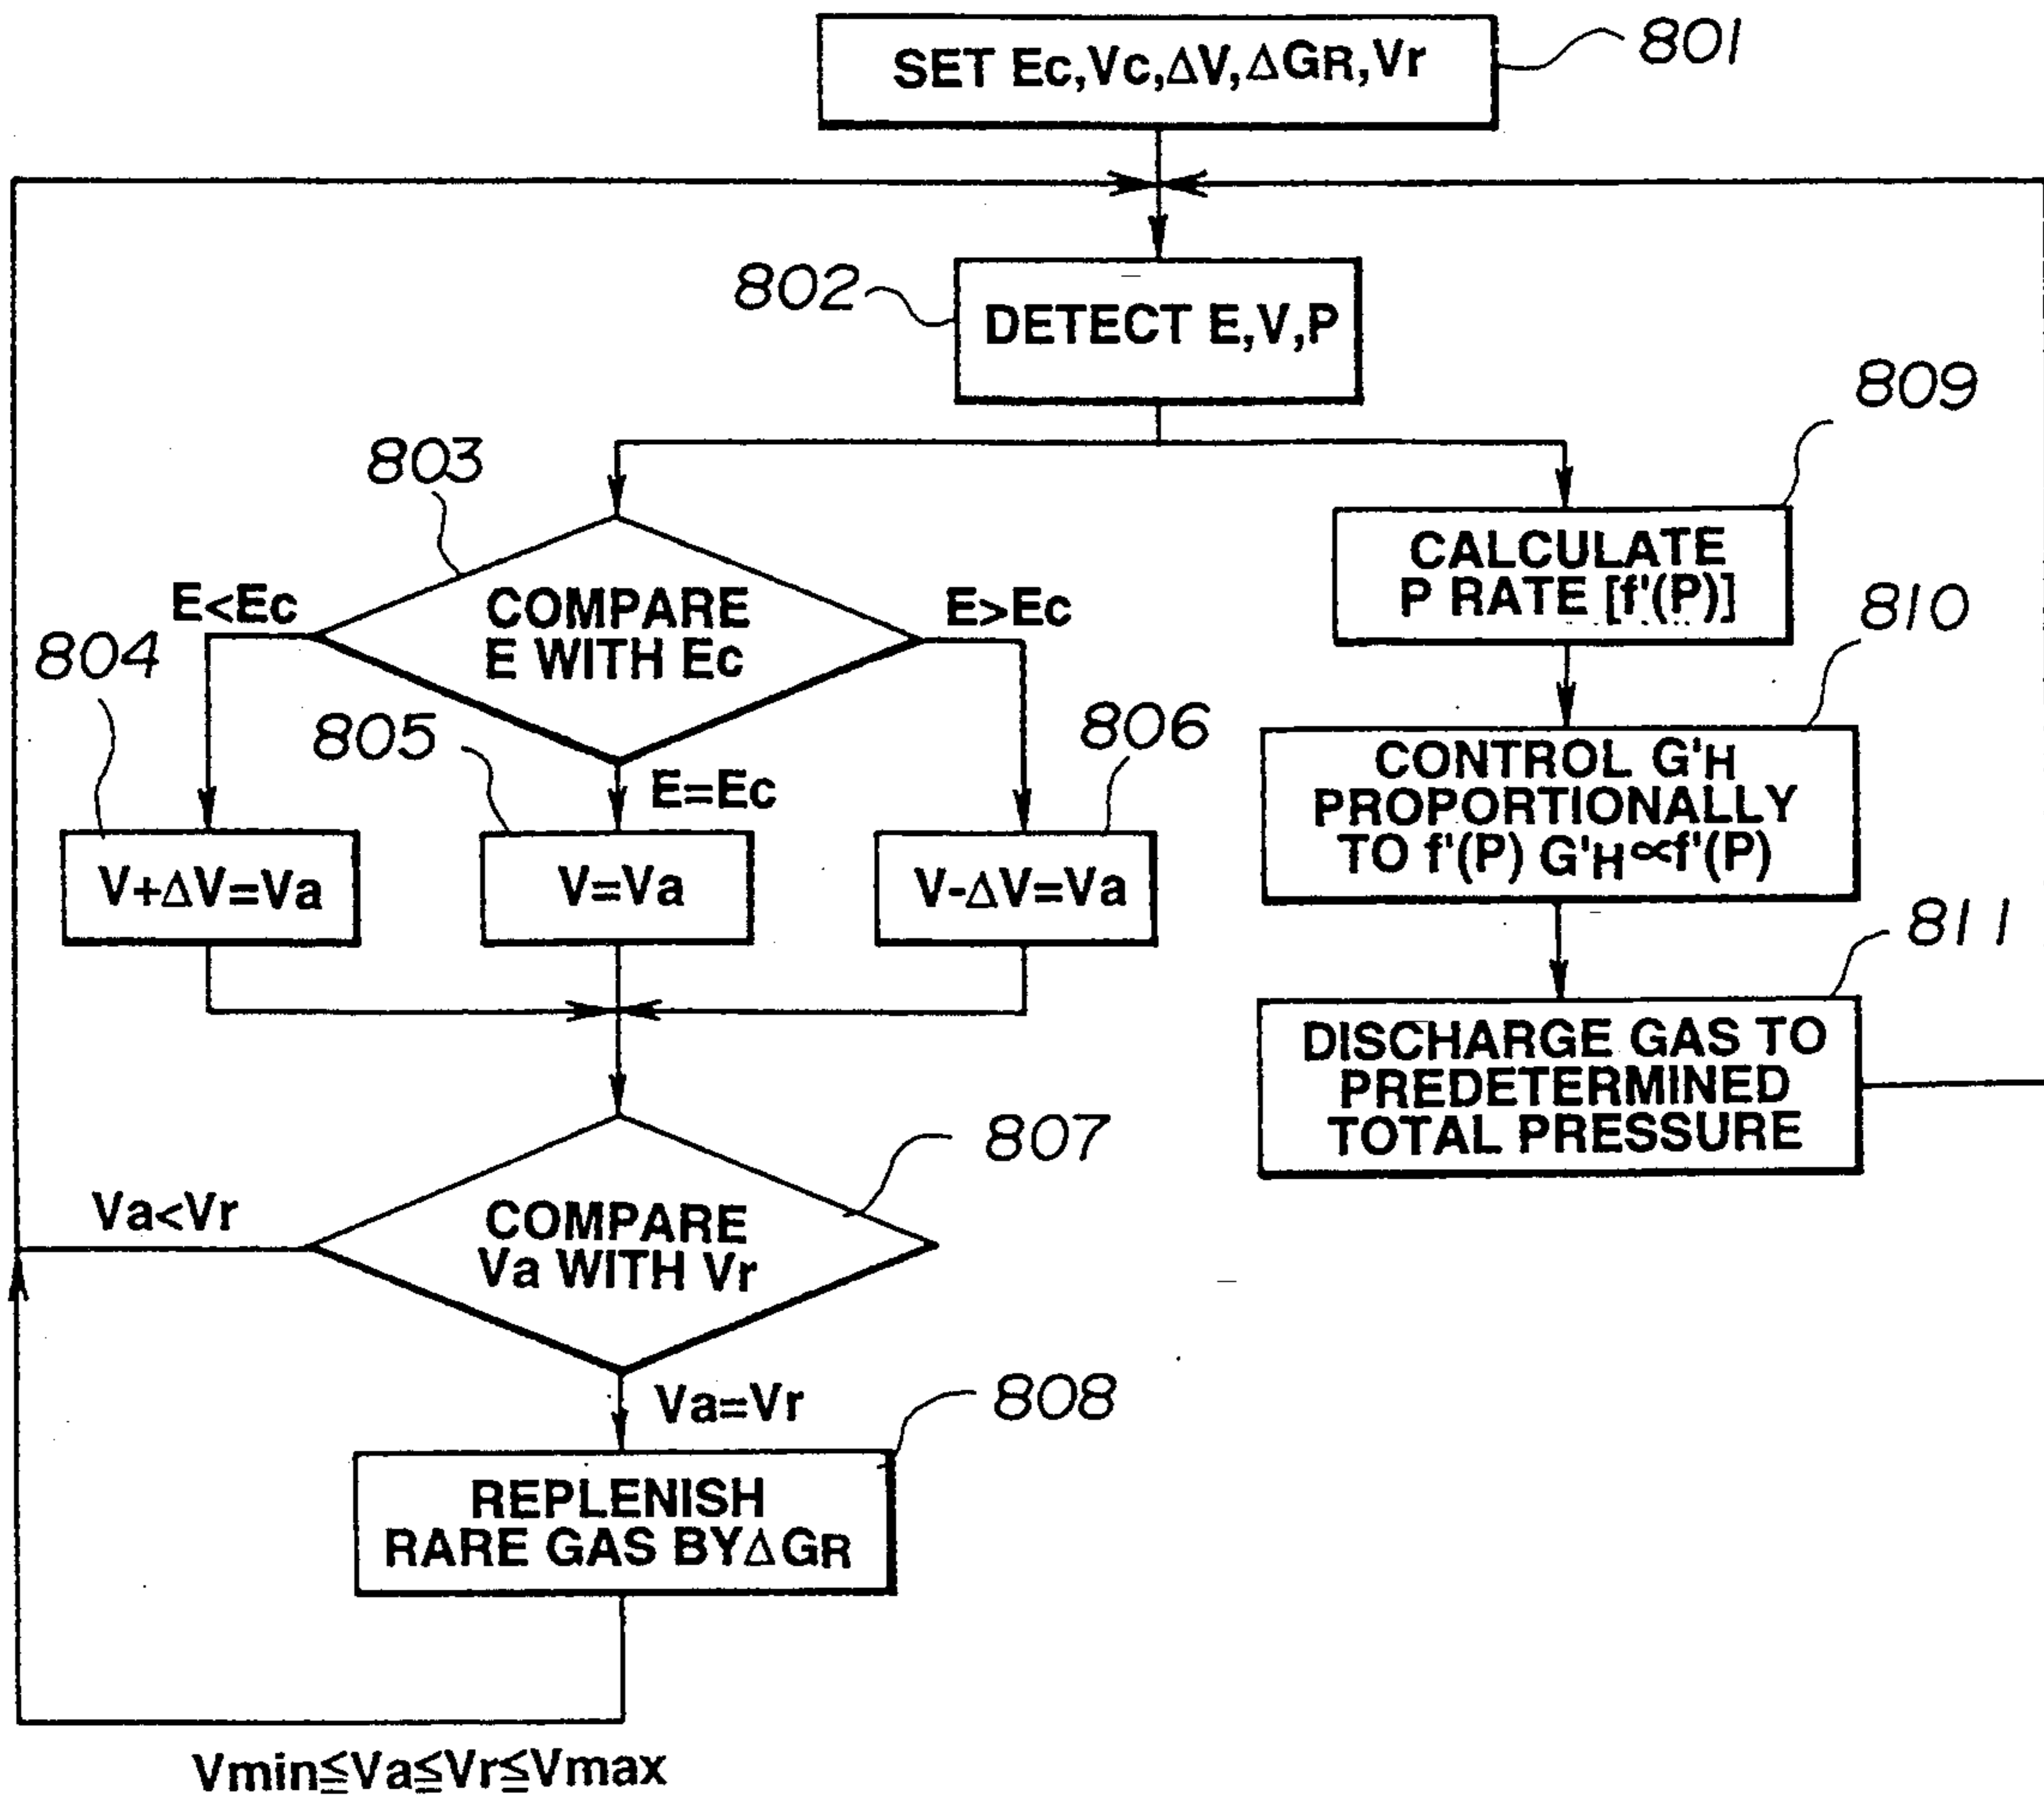 SET Ec,Vc,ΔV,ΔGR,Vr
801
802
DETECT E,V,P
809
803
CALCULATE
P RATE [f'(P)]
810
E<Ec
COMPARE
E WITH Ec
E>Ec
804
805
806
E=Ec
CONTROL G'H
PROPORTIONALLY
TO f'(P) G'H∝f'(P)
V+ΔV=Va
V=Va
V-ΔV=Va
811
DISCHARGE GAS TO
PREDETERMINED
TOTAL PRESSURE
807
Va<Vr
COMPARE
Va WITH Vr
Va=Vr
808
REPLENISH
RARE GAS BYΔGR
Vmin≦Va≦Vr≦Vmax